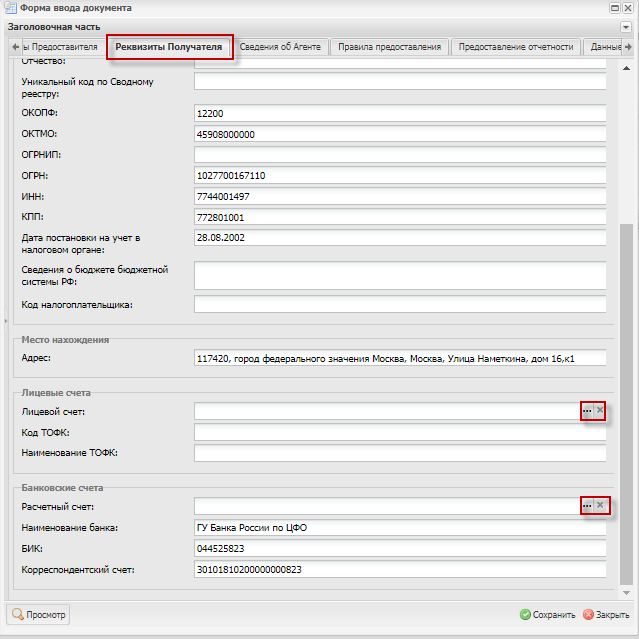 Форма ввода документа
Заголовочная часть
ы Предоставителя
Реквизиты Получателя
Сведения об Агенте
Правила предоставления
Предоставление отчетности
Данные
Отчество:
Уникальный код по Сводному
реестру:
ОКОПФ: 12200
ОКТМО: 45908000000
ОГРНИП:
ОГРН: 1027700167110
ИНН: 7744001497
КПП: 772801001
Дата постановки на учет в
налоговом органе: 28.08.2002
Сведения о бюджете бюджетной
системы РФ:
Код налогоплательщика:
Место нахождения
Адрес: 117420, город федерального значения Москва, Москва, Улица Наметкина, дом 16,к1
Лицевые счета
Лицевой счет:
Код ТОФК:
Наименование ТОФК:
Банковские счета
Расчетный счет:
Наименование банка: ГУ Банка России по ЦФО
БИК: 044525823
Корреспондентский счет: 30101810200000000823
Просмотр
Сохранить
Закрыть